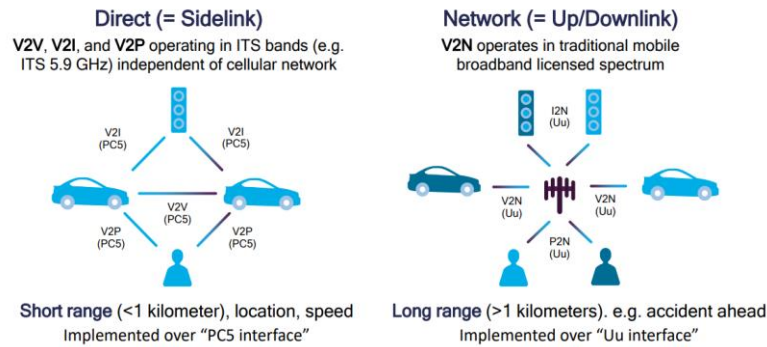 Direct (= Sidelink)
V2V, V2I, and V2P operating in ITS bands (e.g.
ITS 5.9 GHz) independent of cellular network
V2I
(PC5)
V2I
(PC5)
V2V
(PC5)
V2P
(PC5)
V2P
(PC5)
Short range (<1 kilometer), location, speed
Implemented over “PC5 interface”
Network (= Up/Downlink)
V2N operates in traditional mobile
broadband licensed spectrum
I2N
(Uu)
V2N
(Uu)
V2N
(Uu)
P2N
(Uu)
Long range (>1 kilometers). e.g. accident ahead
Implemented over “Uu interface”